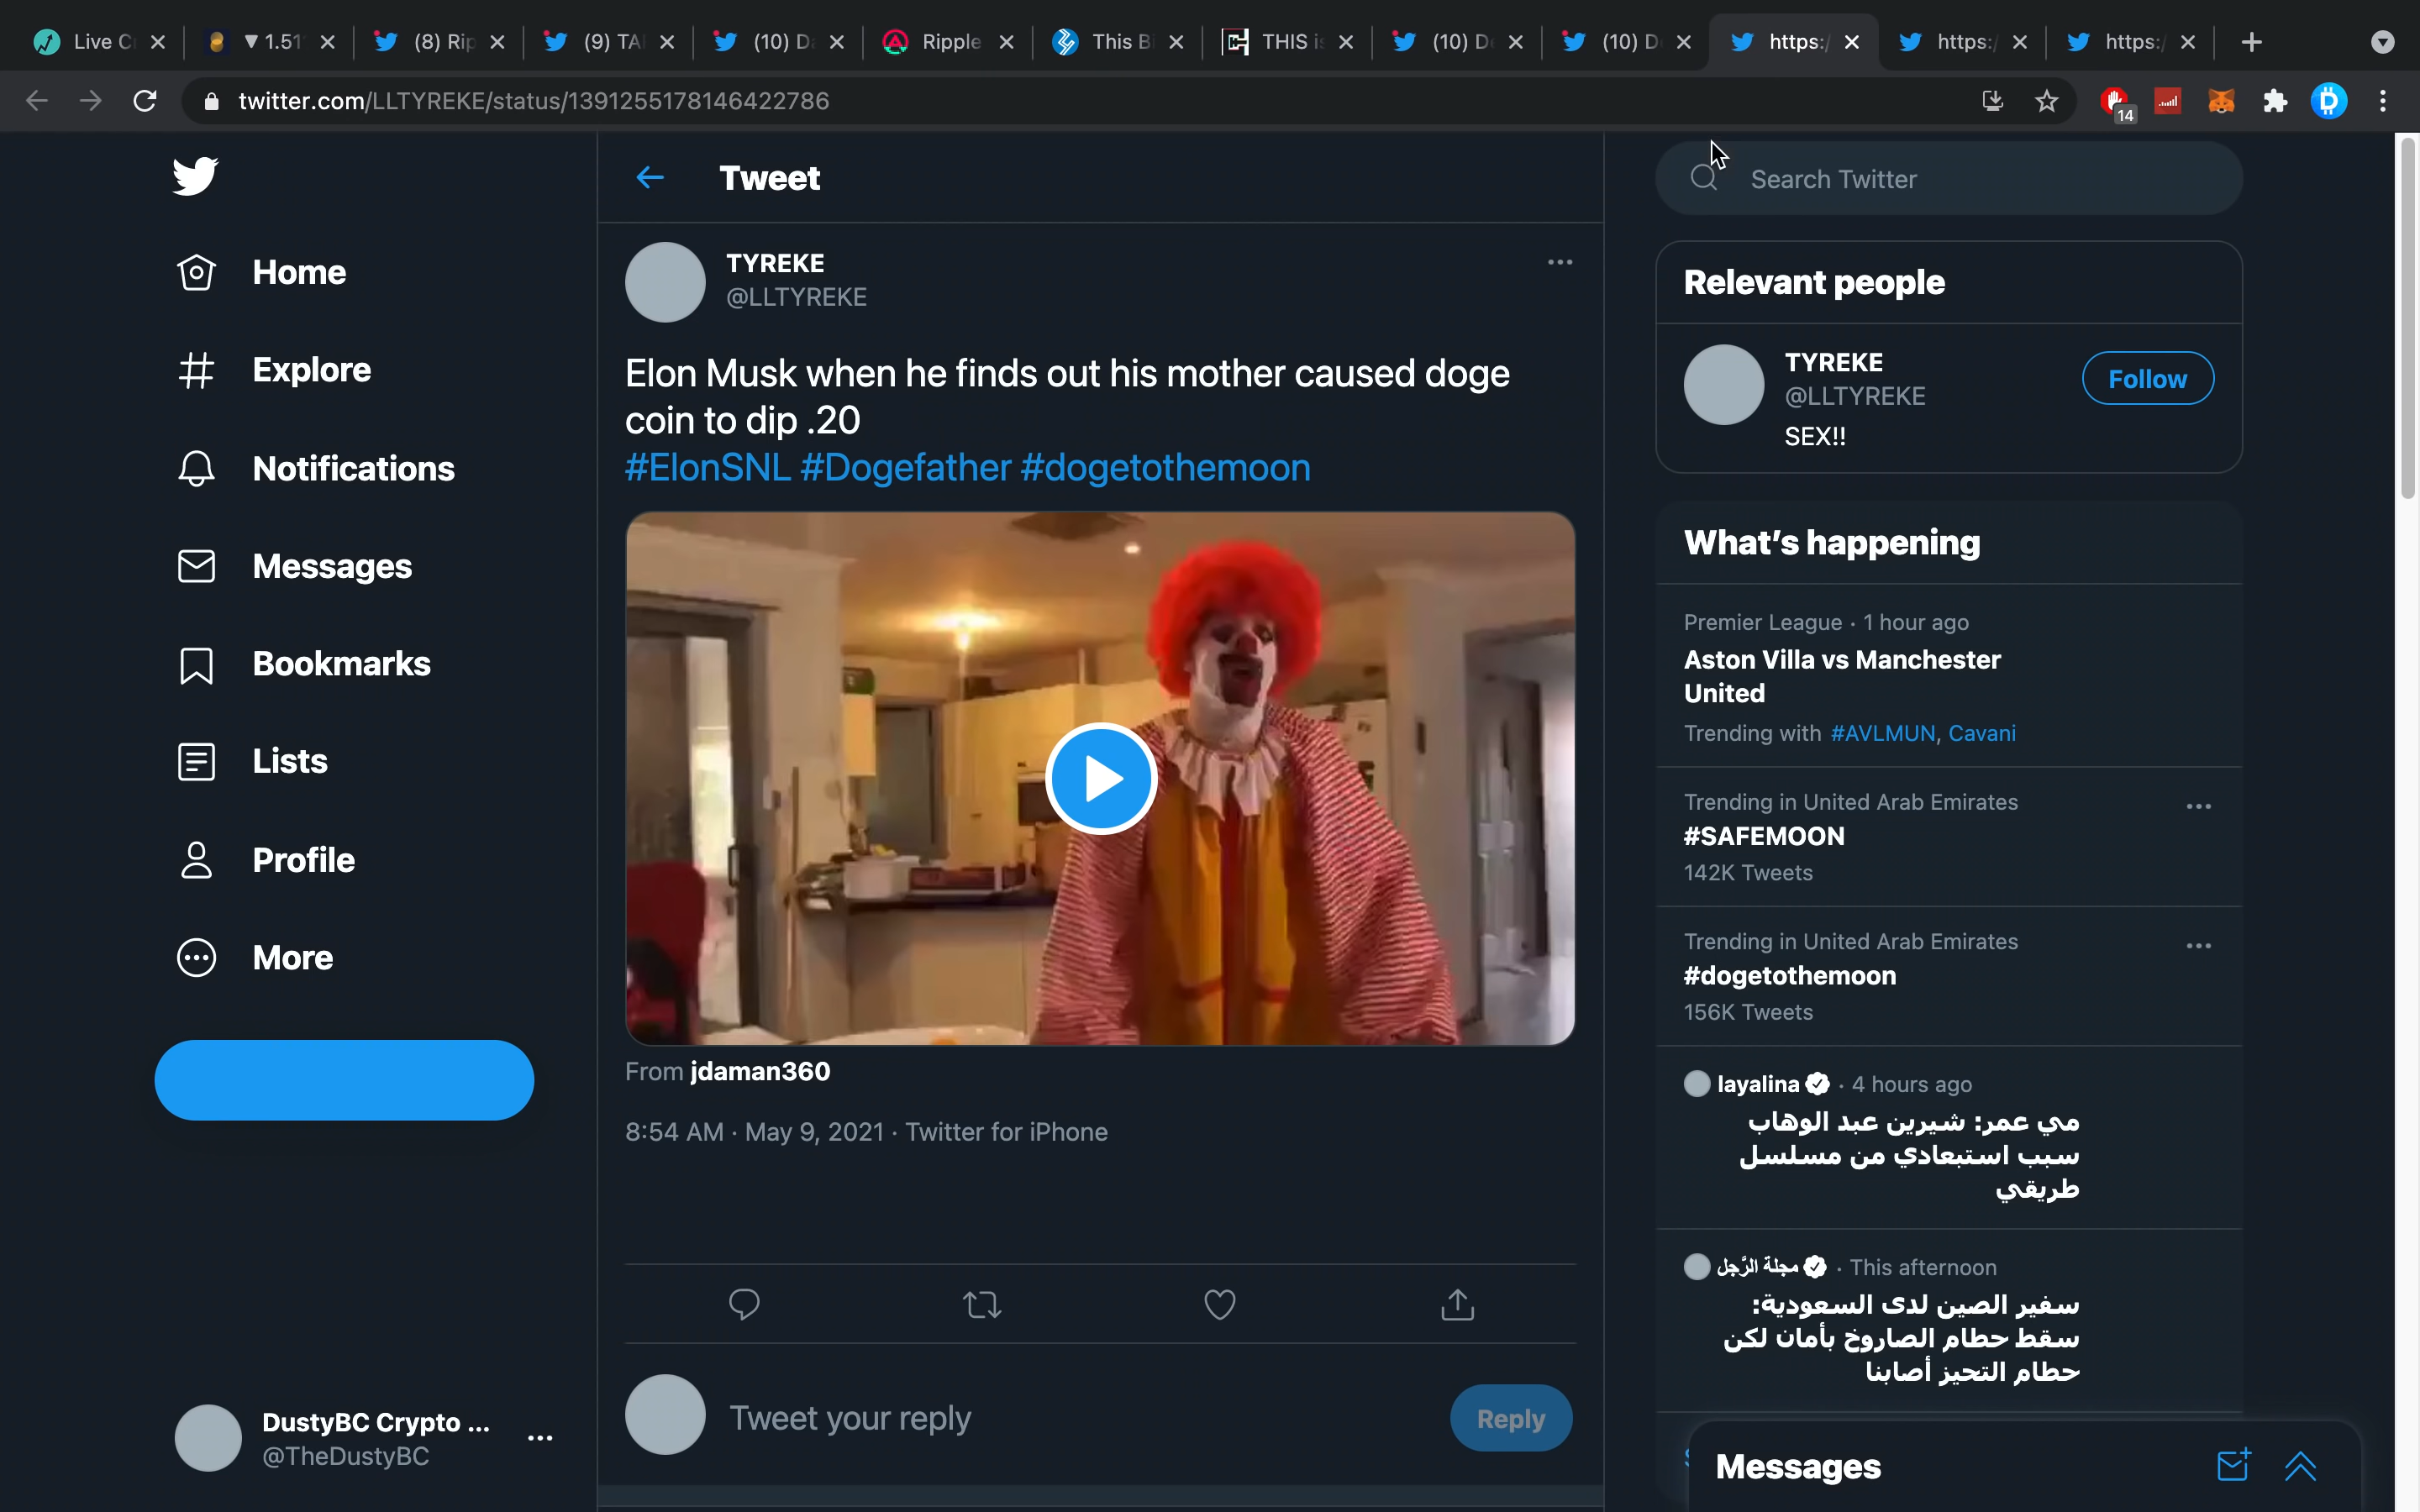 Live C
▼1.51
(8) Rip
(9) TA
(10) D
Ripple
This B
THIS is
(10) D
(10) D
https:/
https:/
https:/
twitter.com/LLTYREKE/status/1391255178146422786
14
Home
Explore
Notifications
Messages
Bookmarks
Lists
Profile
More
DustyBC Crypto ...
@TheDustyBC
Tweet
TYREKE
@LLTYREKE
Elon Musk when he finds out his mother caused doge
coin to dip .20
#ElonSNL #Dogefather #dogetothemoon
From jdaman360
8:54 AM · May 9, 2021 · Twitter for iPhone
Tweet your reply
Reply
Search Twitter
Relevant people
TYREKE
@LLTYREKE
Follow
SEX!!
What's happening
Premier League · 1 hour ago
Aston Villa vs Manchester
United
Trending with #AVLMUN, Cavani
Trending in United Arab Emirates
#SAFEMOON
142K Tweets
Trending in United Arab Emirates
#dogetothemoon
156K Tweets
layalina · 4 hours ago
مي عمر: شيرين عبد الوهاب
سبب استبعادي من مسلسل
طريقي
مجلة الرَّجل · This afternoon
سفير الصين لدى السعودية:
سقط حطام الصاروخ بأمان لكن
حطام التحيز أصابنا
Messages